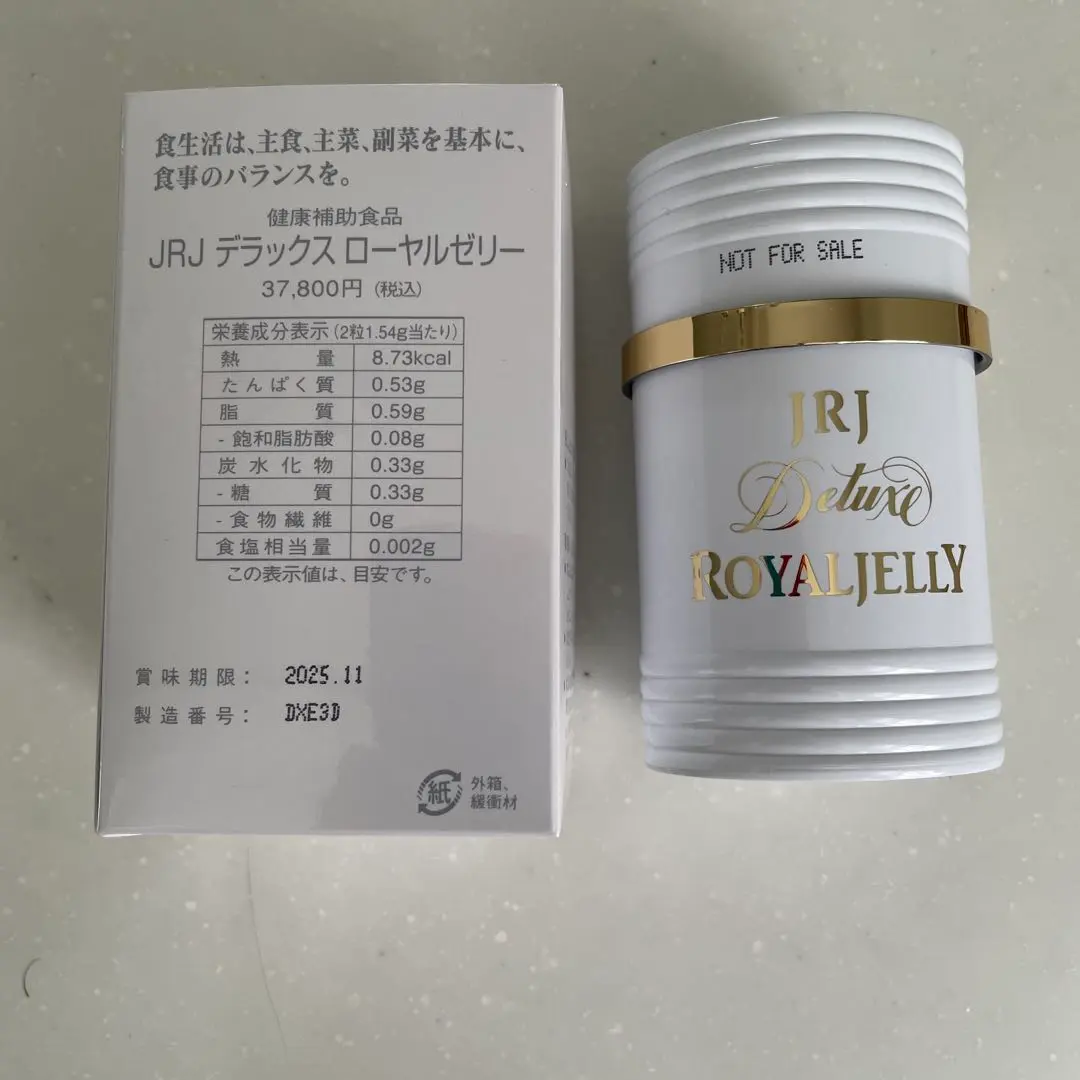 食生活は、主食、主菜、副菜を基本に、
食事のバランスを。
健康補助食品
JRJ デラックス ローヤルゼリー
37,800円 (税込)
栄養成分表示(2粒1.54g当たり)
熱量 8.73kcal
たんぱく質 0.53g
脂質 0.59g
- 飽和脂肪酸 0.08g
炭水化物 0.33g
- 糖質 0.33g
- 食物繊維 0g
食塩相当量 0.002g
この表示値は、目安です。
賞味期限: 2025.11
製造番号: DXE3D
紙
外箱、
緩衝材
NOT FOR SALE
JRJ
Deluxe
ROYALJELLY